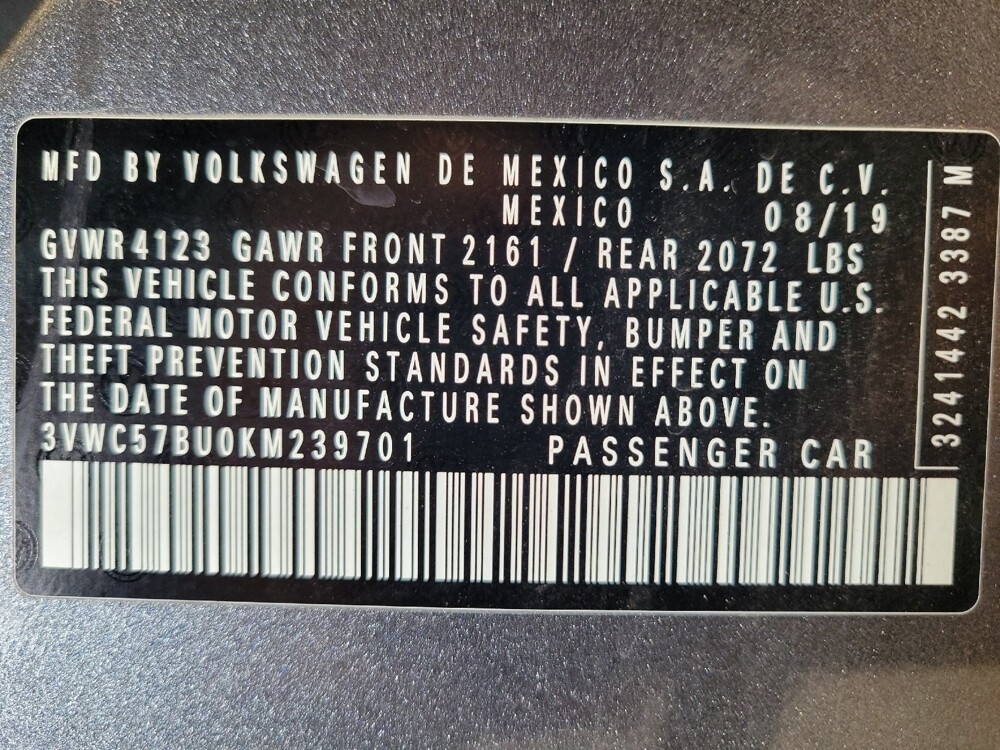 MFD BY VOLKSWAGEN DE MEXICO S.A. DE C.V.
MEXICO 08/19
GVWR 4123 GAWR FRONT 2161 / REAR 2072 LBS
THIS VEHICLE CONFORMS TO ALL APPLICABLE U.S.
FEDERAL MOTOR VEHICLE SAFETY, BUMPER AND
THEFT PREVENTION STANDARDS IN EFFECT ON
THE DATE OF MANUFACTURE SHOWN ABOVE.
3VWC57BU0KM239701 PASSENGER CAR
3241442 3387 M